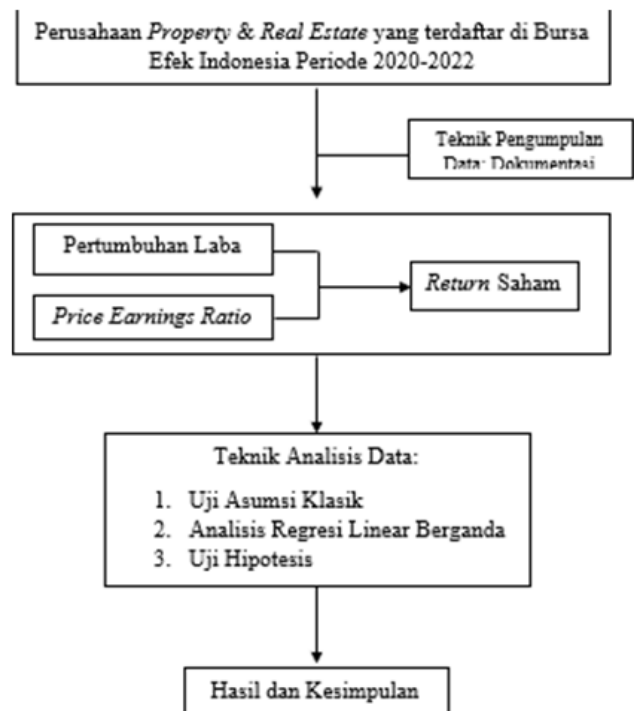 Perusahaan Property & Real Estate yang terdaftar di Bursa
Efek Indonesia Periode 2020-2022
Teknik Pengumpulan
Data: Dokumentasi
Pertumbuhan Laba
Return Saham
Price Earnings Ratio
Teknik Analisis Data:
1. Uji Asumsi Klasik
2. Analisis Regresi Linear Berganda
3. Uji Hipotesis
Hasil dan Kesimpulan